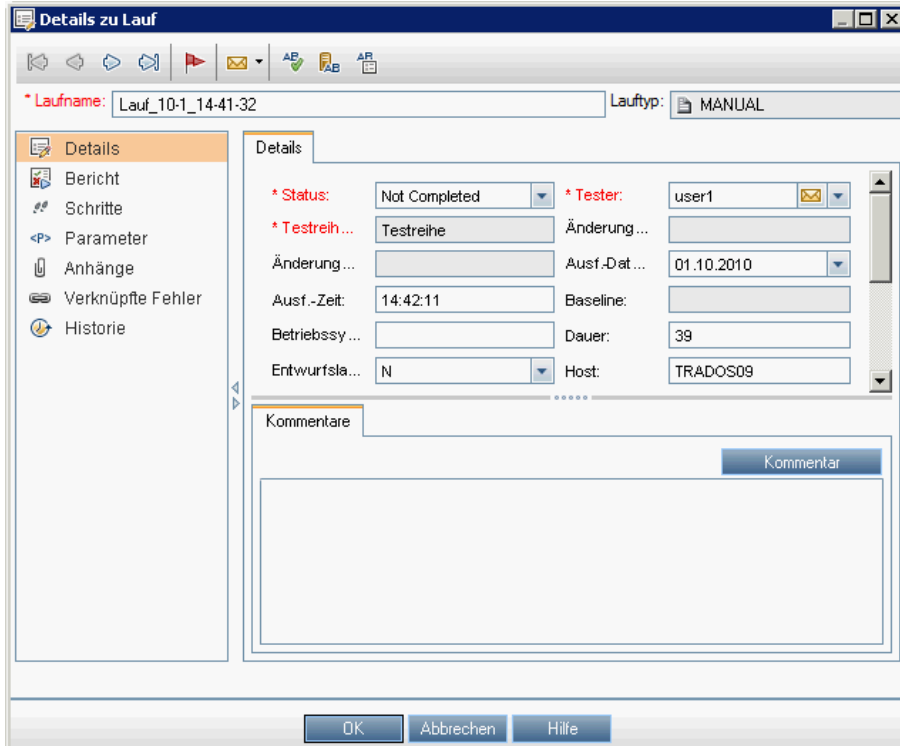 Details zu Lauf
* Laufname: Lauf_10-1_14-41-32 Lauftyp: MANUAL
Details
Bericht
Schritte
<P> Parameter
Anhänge
Verknüpfte Fehler
Historie
Details
* Status: Not Completed * Tester: user1
* Testreih... Testreihe Änderung...
Änderung... Ausf.-Dat... 01.10.2010
Ausf.-Zeit: 14:42:11 Baseline:
Betriebssy... Dauer: 39
Entwurfsla... N Host: TRADOS09
Kommentare
Kommentar
OK Abbrechen Hilfe